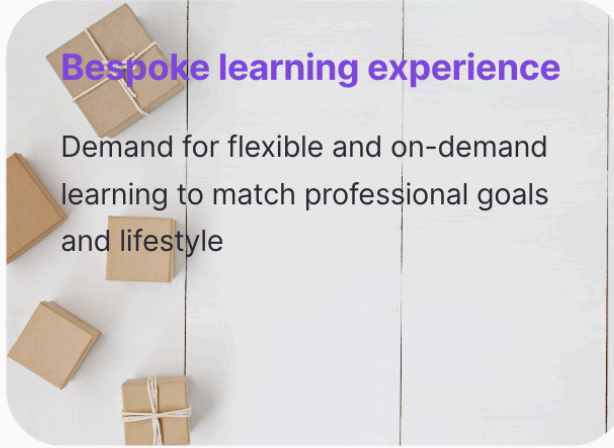 Bespoke learning experience
Demand for flexible and on-demand
learning to match professional goals
and lifestyle